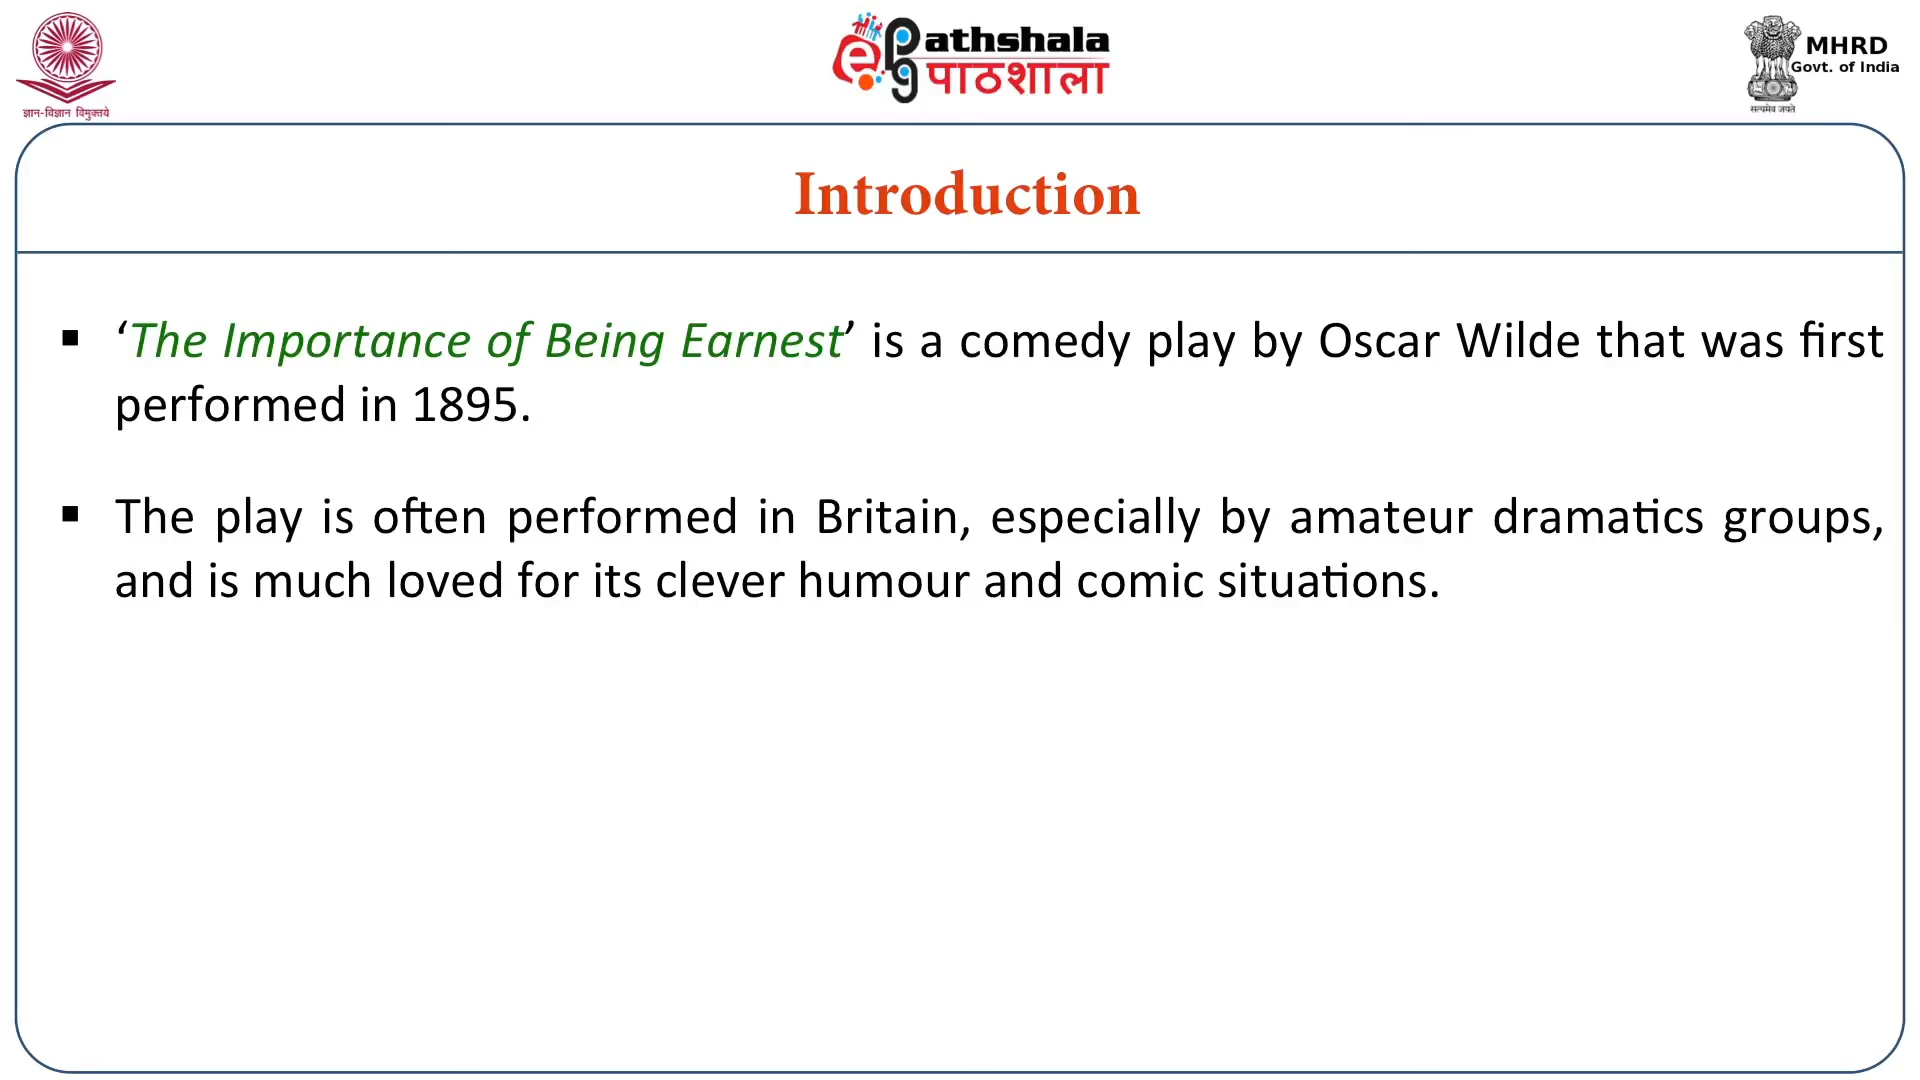 ज्ञान-विज्ञान विमुक्तये
ePG Pathshala
पाठशाला
MHRD
Govt. of India
सत्यमेव जयते
Introduction
▪ ‘The Importance of Being Earnest’ is a comedy play by Oscar Wilde that was first
performed in 1895.
▪ The play is often performed in Britain, especially by amateur dramatics groups,
and is much loved for its clever humour and comic situations.